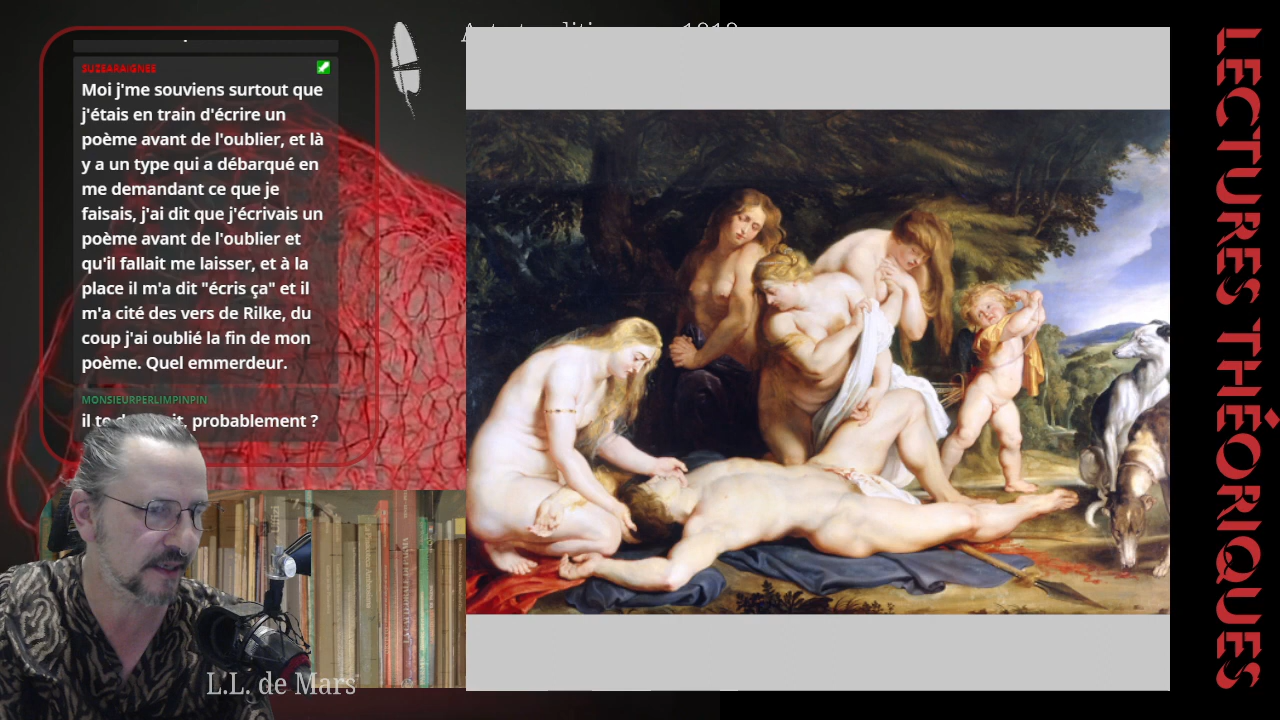 SUZEARAIGNEE
Moi j'me souviens surtout que
j'étais en train d'écrire un
poème avant de l'oublier, et là
y a un type qui a débarqué en
me demandant ce que je
faisais, j'ai dit que j'écrivais un
poème avant de l'oublier et
qu'il fallait me laisser, et à la
place il m'a dit "écris ça" et il
m'a cité des vers de Rilke, du
coup j'ai oublié la fin de mon
poème. Quel emmerdeur.
MONSIEURPERLIMPINPIN
il te probablement ?
L.L. de Mars
LECTURES THÉORIQUES